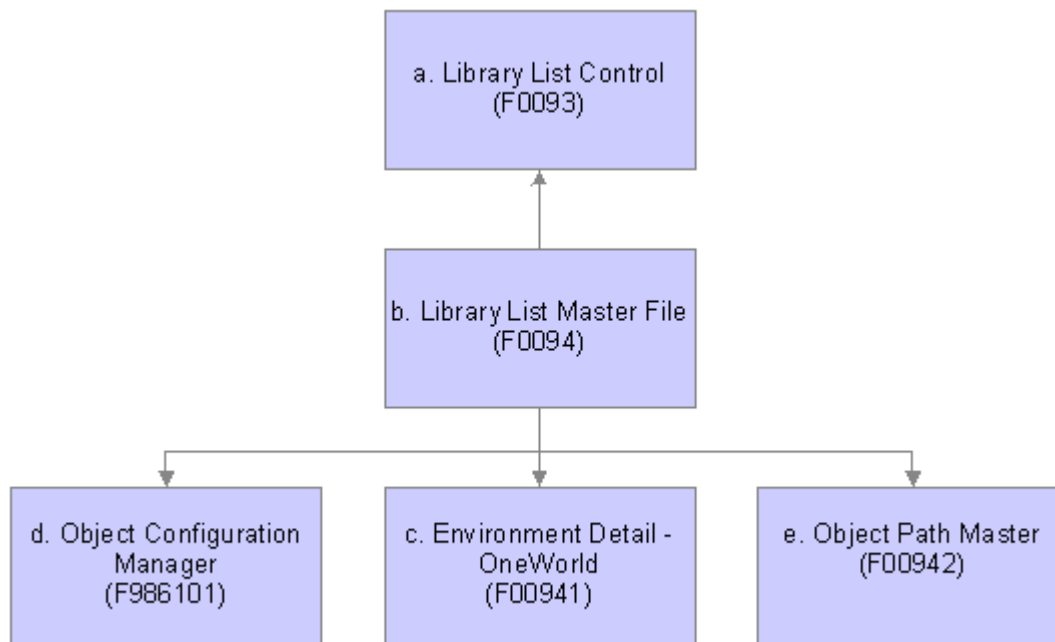 a. Library List Control
(F0093)
b. Library List Master File
(F0094)
d. Object Configuration
Manager
(F986101)
c. Environment Detail -
OneWorld
(F00941)
e. Object Path Master
(F00942)